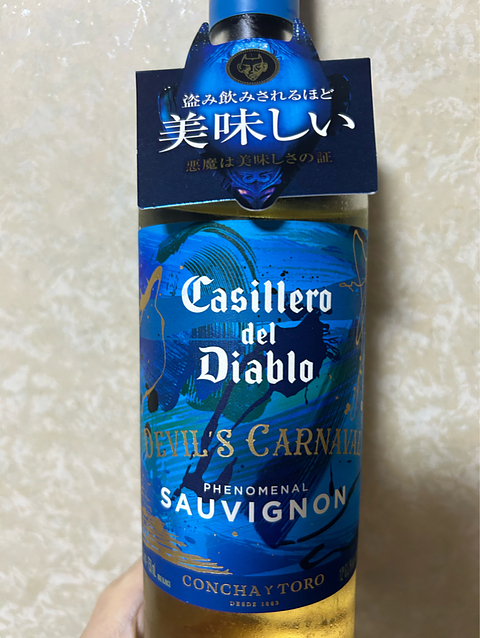 盗み飲みされるほど
美味しい
悪魔は美味しさの証
Casillero
del
Diablo
DEVIL'S CARNAVAL
PHENOMENAL
SAUVIGNON
CONCHA Y TORO
DESDE 1883